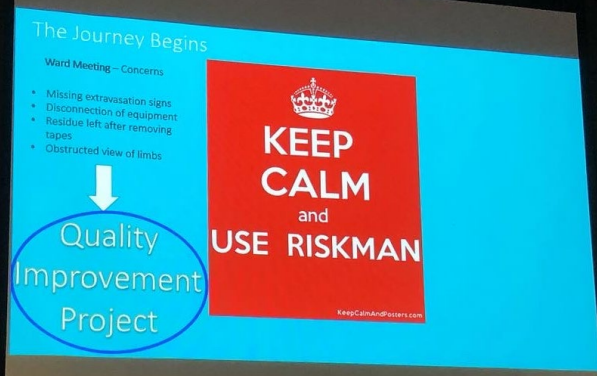 The Journey Begins
Ward Meeting – Concerns
• Missing extravasation signs
• Disconnection of equipment
• Residue left after removing
tapes
• Obstructed view of limbs
Quality
Improvement
Project
KEEP
CALM
and
USE RISKMAN
KeepCalmAndPosters.com